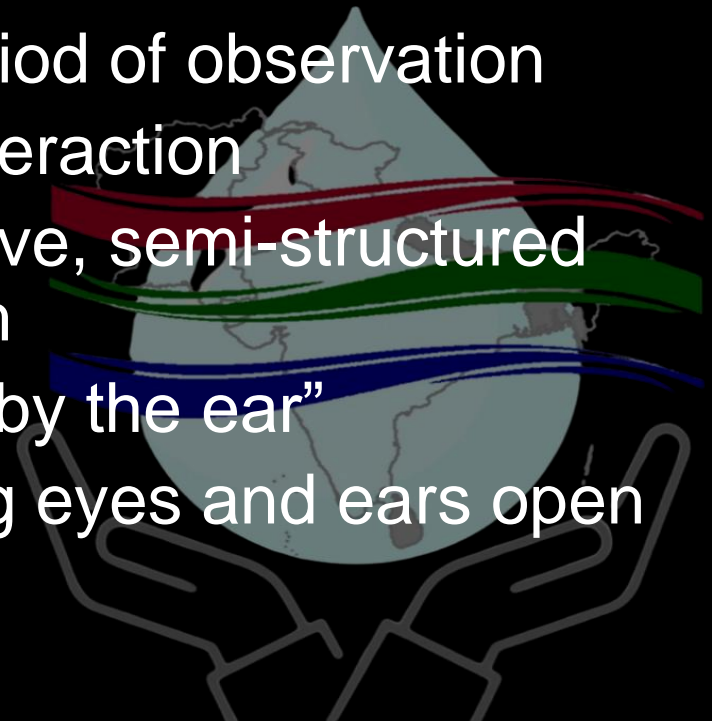 iod of observation
eraction
ve, semi-structured
n
by the ear”
g eyes and ears open